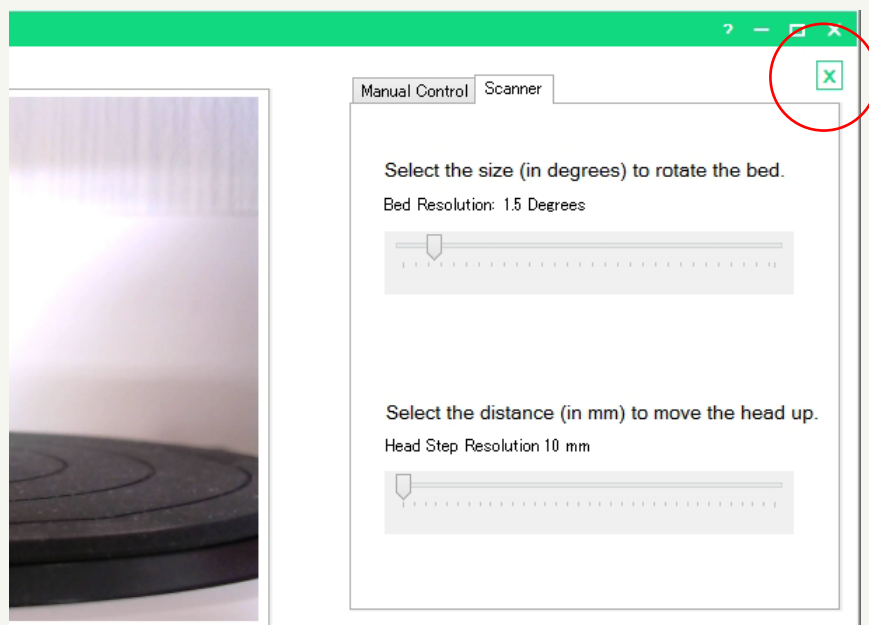 ?
X
Manual Control Scanner
Select the size (in degrees) to rotate the bed.
Bed Resolution: 1.5 Degrees
Select the distance (in mm) to move the head up.
Head Step Resolution 10 mm